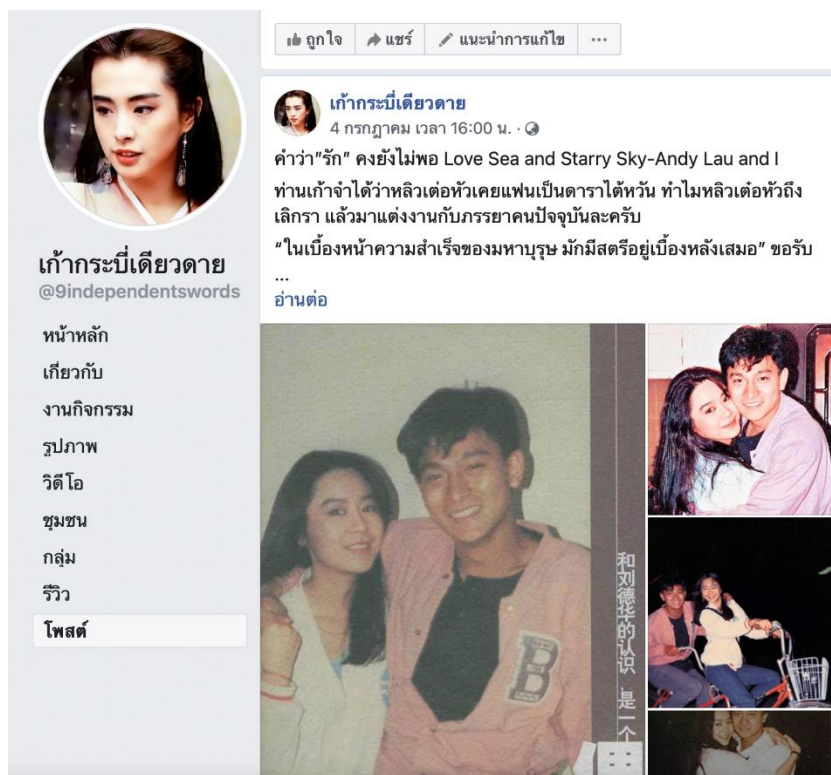 ถูกใจ
แชร์
แนะนำการแก้ไข
...
เก้ากระบี่เดียวดาย
4 กรกฎาคม เวลา 16:00 น. ·
คำว่า"รัก" คงยังไม่พอ Love Sea and Starry Sky-Andy Lau and I
ท่านเก้าจำได้ว่าหลิวเต๋อหัวเคยแฟนเป็นดาราไต้หวัน ทำไมหลิวเต๋อหัวถึง
เลิกรา แล้วมาแต่งงานกับภรรยาคนปัจจุบันละครับ
“ในเบื้องหน้าความสำเร็จของมหาบุรุษ มักมีสตรีอยู่เบื้องหลังเสมอ” ขอรับ
...
อ่านต่อ
เก้ากระบี่เดียวดาย
@9independentswords
หน้าหลัก
เกี่ยวกับ
งานกิจกรรม
รูปภาพ
วิดีโอ
ชุมชน
กลุ่ม
รีวิว
โพสต์
和刘德华的认识 是一个
B